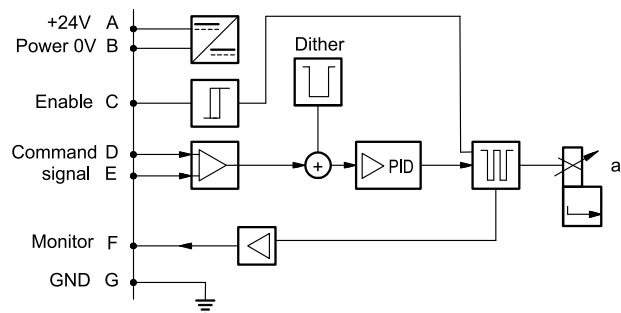 +24V A
Power 0V B
Dither
Enable C
Command D
signal E
+
PID
a
Monitor F
GND G